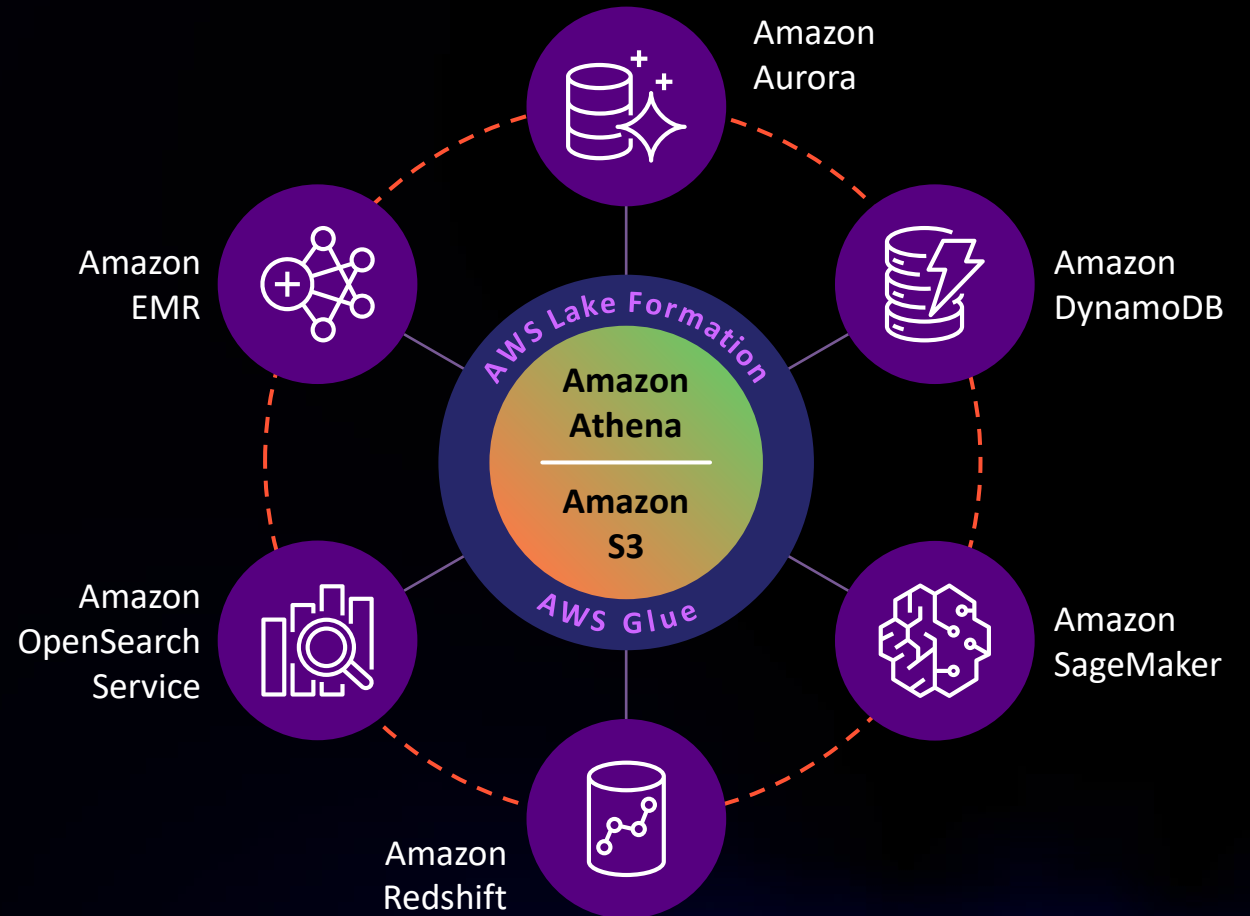 Amazon
Aurora
Amazon
EMR
Amazon
DynamoDB
AWS Lake Formation
Amazon
Athena
Amazon
S3
AWS Glue
Amazon
OpenSearch
Service
Amazon
SageMaker
Amazon
Redshift